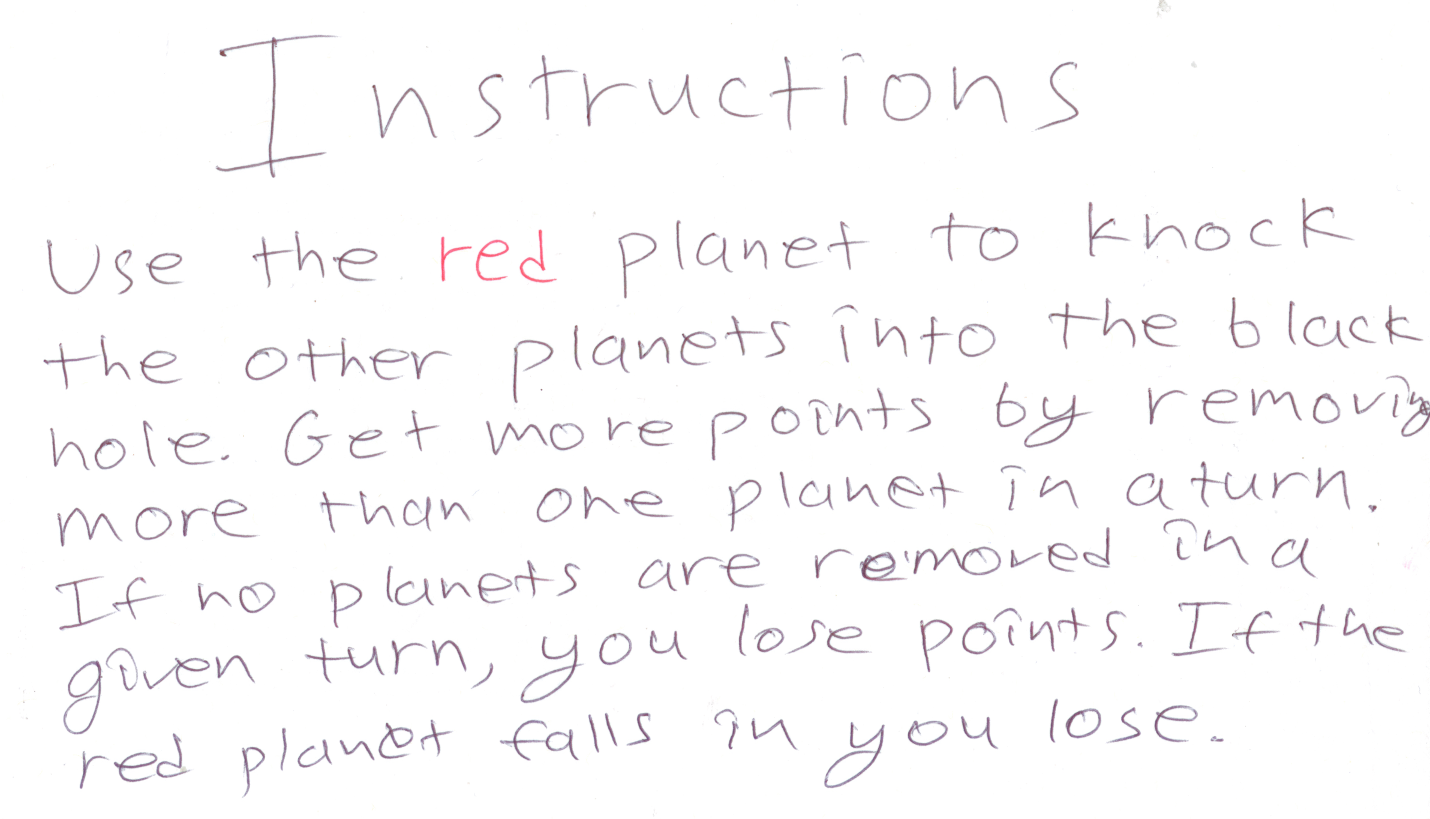 Instructions
Use the red planet to knock
the other planets into the black
hole. Get more points by removing
more than one planet in a turn.
If no planets are removed in a
given turn, you lose points. If the
red planet falls in you lose.